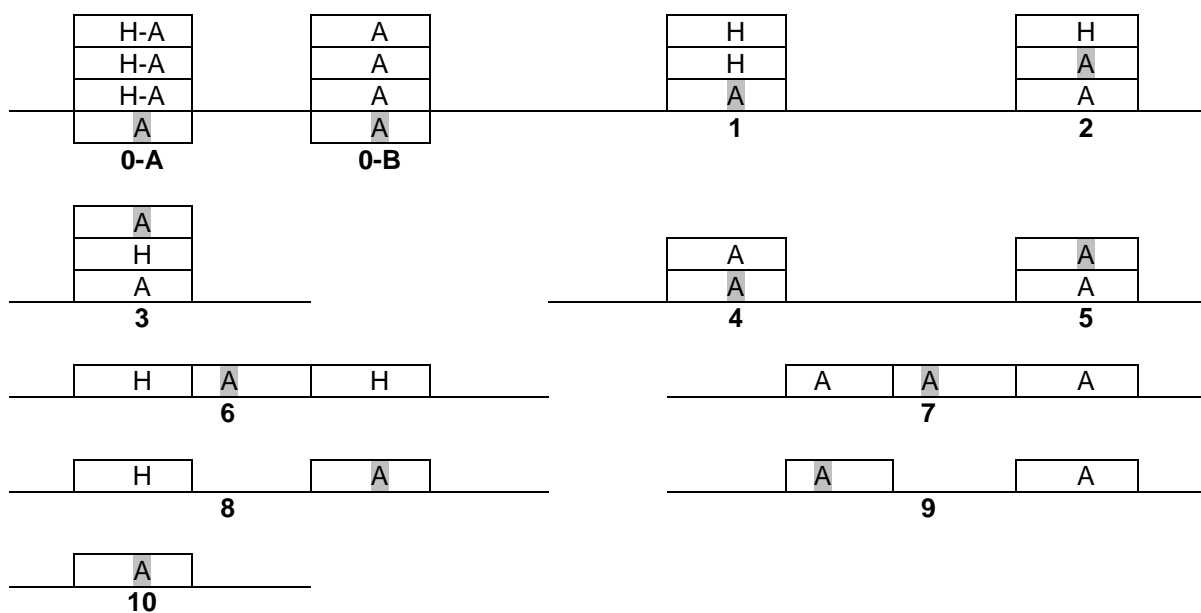 H-A A H H
H-A A H A
H-A A A A
A A 1 2
0-A 0-B
A
H A A
A A A
3 4 5
H A H A A A
6 7
H A A A
8 9
A
10